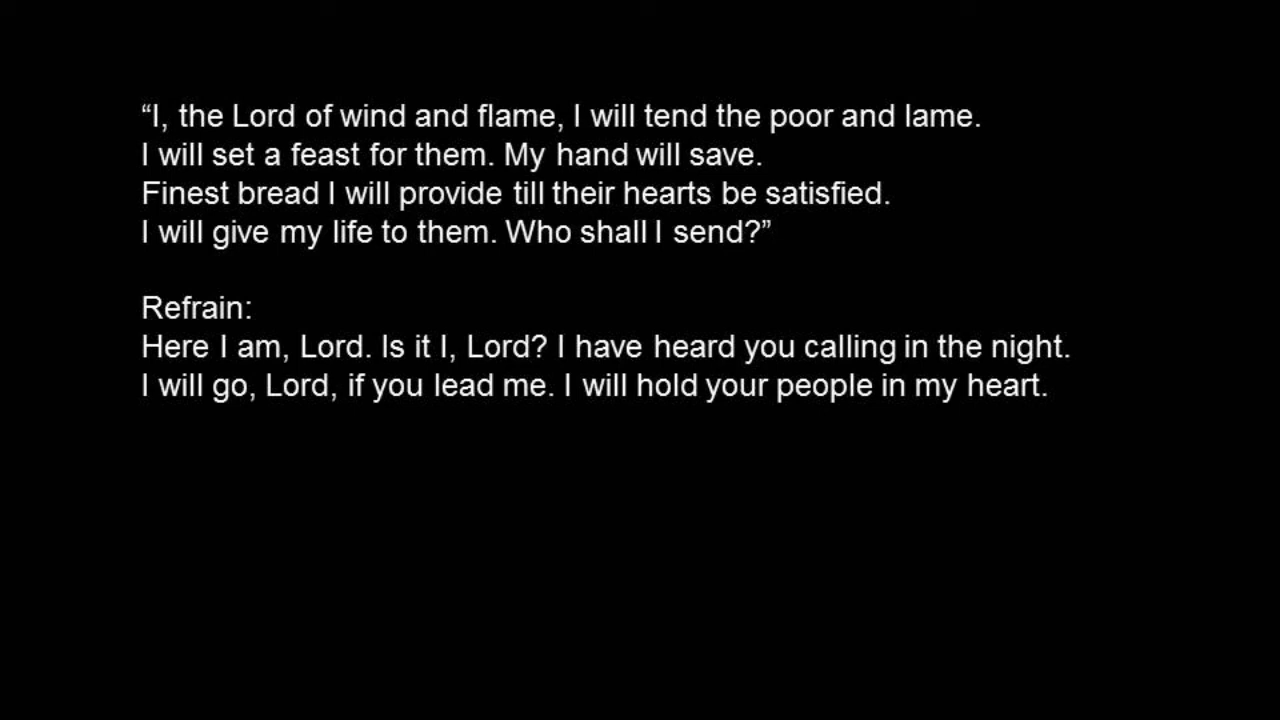 “I, the Lord of wind and flame, I will tend the poor and lame.
I will set a feast for them. My hand will save.
Finest bread I will provide till their hearts be satisfied.
I will give my life to them. Who shall I send?”
Refrain:
Here I am, Lord. Is it I, Lord? I have heard you calling in the night.
I will go, Lord, if you lead me. I will hold your people in my heart.